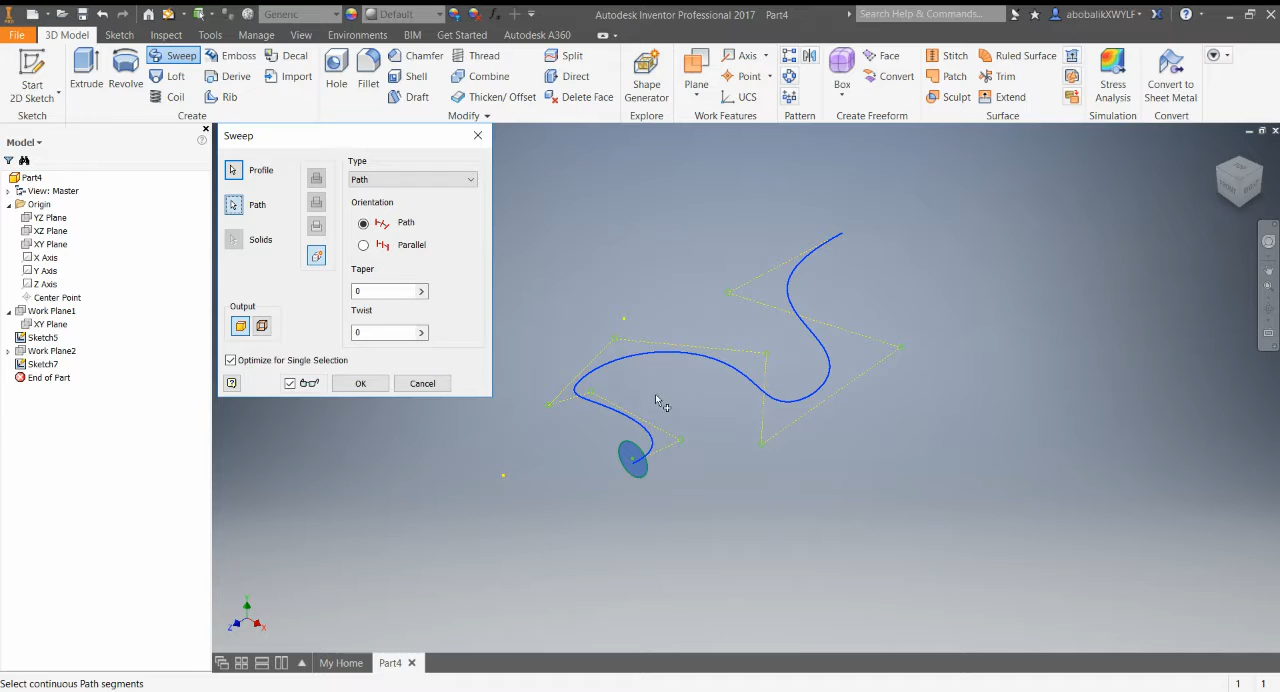 Generic
Default
Autodesk Inventor Professional 2017 Part4
Search Help & Commands...
abobalikXWYLF
File 3D Model Sketch Inspect Tools Manage View Environments BIM Get Started Autodesk A360
Start 2D Sketch
Sketch
Extrude Revolve Sweep Loft Coil Emboss Derive Rib Decal Import
Create
Hole Fillet Chamfer Shell Draft Thread Combine Thicken/ Offset Split Direct Delete Face
Modify
Shape Generator
Explore
Plane Axis Point UCS
Work Features
Pattern
Box Face Convert
Create Freeform
Stitch Patch Sculpt Ruled Surface Trim Extend
Surface
Stress Analysis
Simulation
Convert to Sheet Metal
Convert
Model
Part4
View: Master
Origin
YZ Plane
XZ Plane
XY Plane
X Axis
Y Axis
Z Axis
Center Point
Work Plane1
XY Plane
Sketch5
Work Plane2
Sketch7
End of Part
Sweep
Profile
Path
Solids
Output
Type
Path
Orientation
Path
Parallel
Taper
0
Twist
0
Optimize for Single Selection
OK Cancel
TOP
Y
Z X
My Home Part4
Select continuous Path segments
1 1